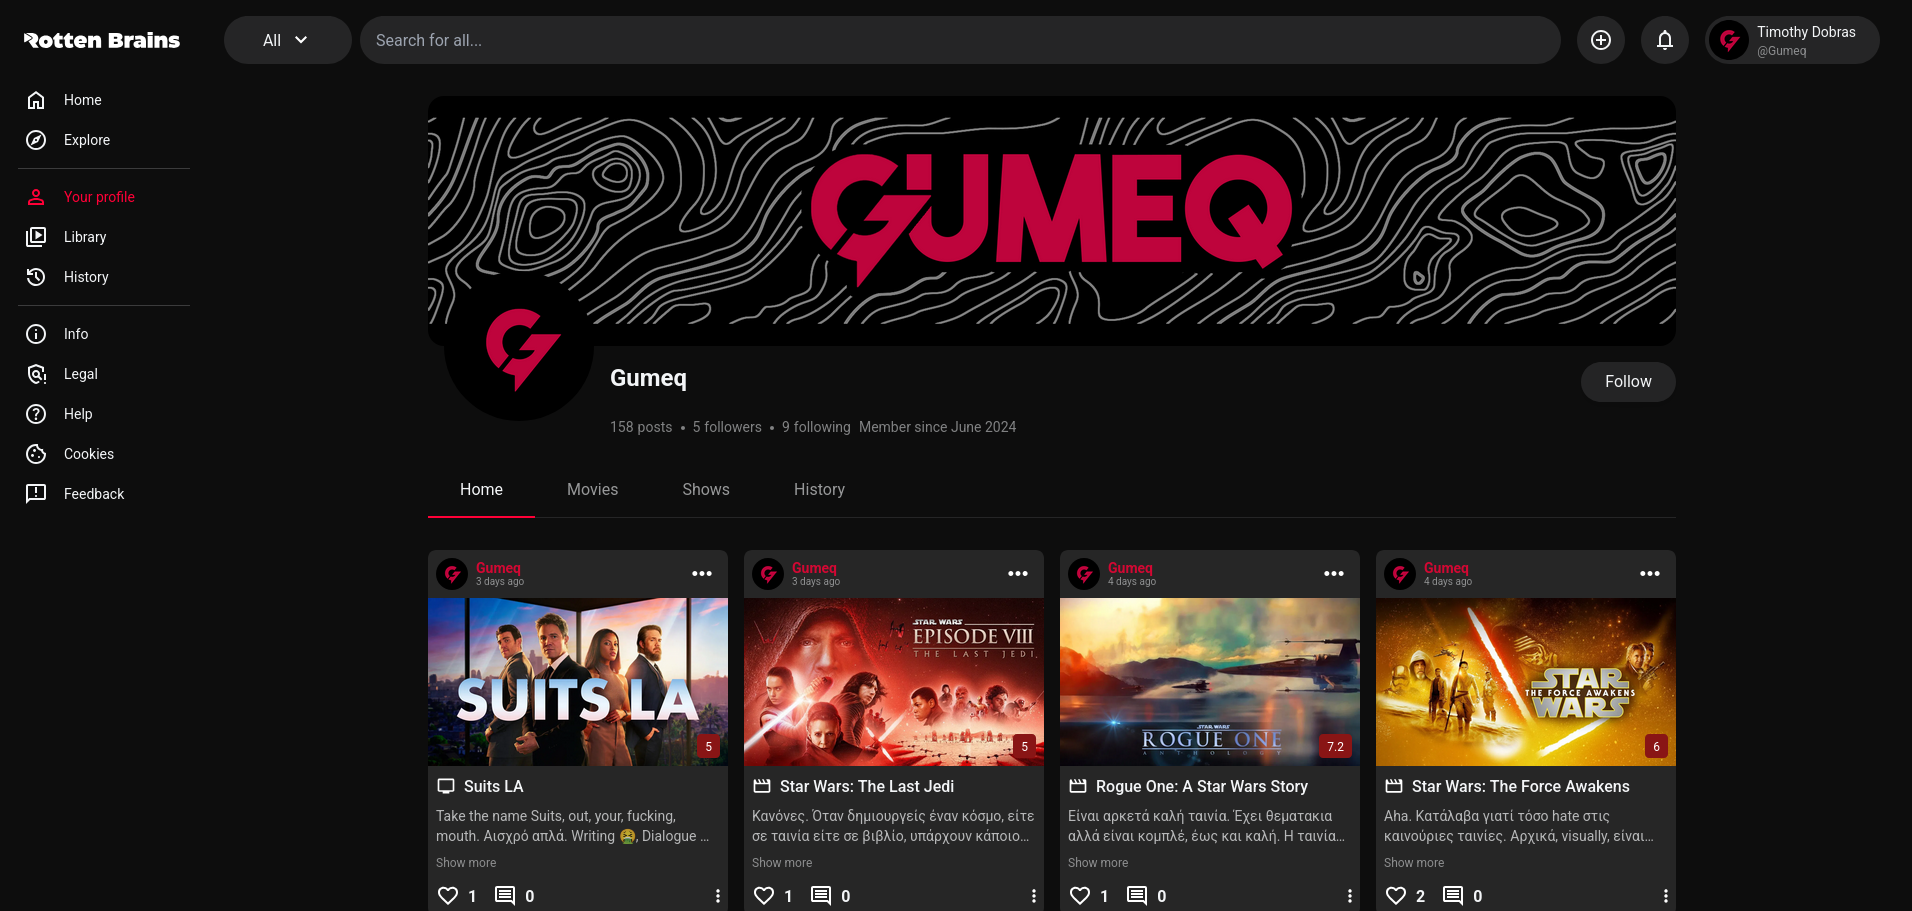 Rotten Brains
All
Search for all...
Timothy Dobras
@Gumeq
Home
Explore
Your profile
Library
History
Info
Legal
Help
Cookies
Feedback
GUMEQ
Gumeq
158 posts • 5 followers • 9 following Member since June 2024
Follow
Home
Movies
Shows
History
Gumeq
3 days ago
SUITS LA
5
Suits LA
Take the name Suits, out, your, fucking,
mouth. Αισχρό απλά. Writing 🤮, Dialogue ...
Show more
1
0
Gumeq
3 days ago
STAR WARS
EPISODE VIII
THE LAST JEDI
5
Star Wars: The Last Jedi
Κανόνες. Όταν δημιουργείς έναν κόσμο, είτε
σε ταινία είτε σε βιβλίο, υπάρχουν κάποιο...
Show more
1
0
Gumeq
4 days ago
STAR WARS
ROGUE ONE
ANTHOLOGY
7.2
Rogue One: A Star Wars Story
Είναι αρκετά καλή ταινία. Έχει θεματακια
αλλά είναι κομπλέ, έως και καλή. Η ταινία...
Show more
1
0
Gumeq
4 days ago
STAR
THE FORCE AWAKENS
WARS
6
Star Wars: The Force Awakens
Aha. Κατάλαβα γιατί τόσο hate στις
καινούριες ταινίες. Αρχικά, visually, είναι...
Show more
2
0